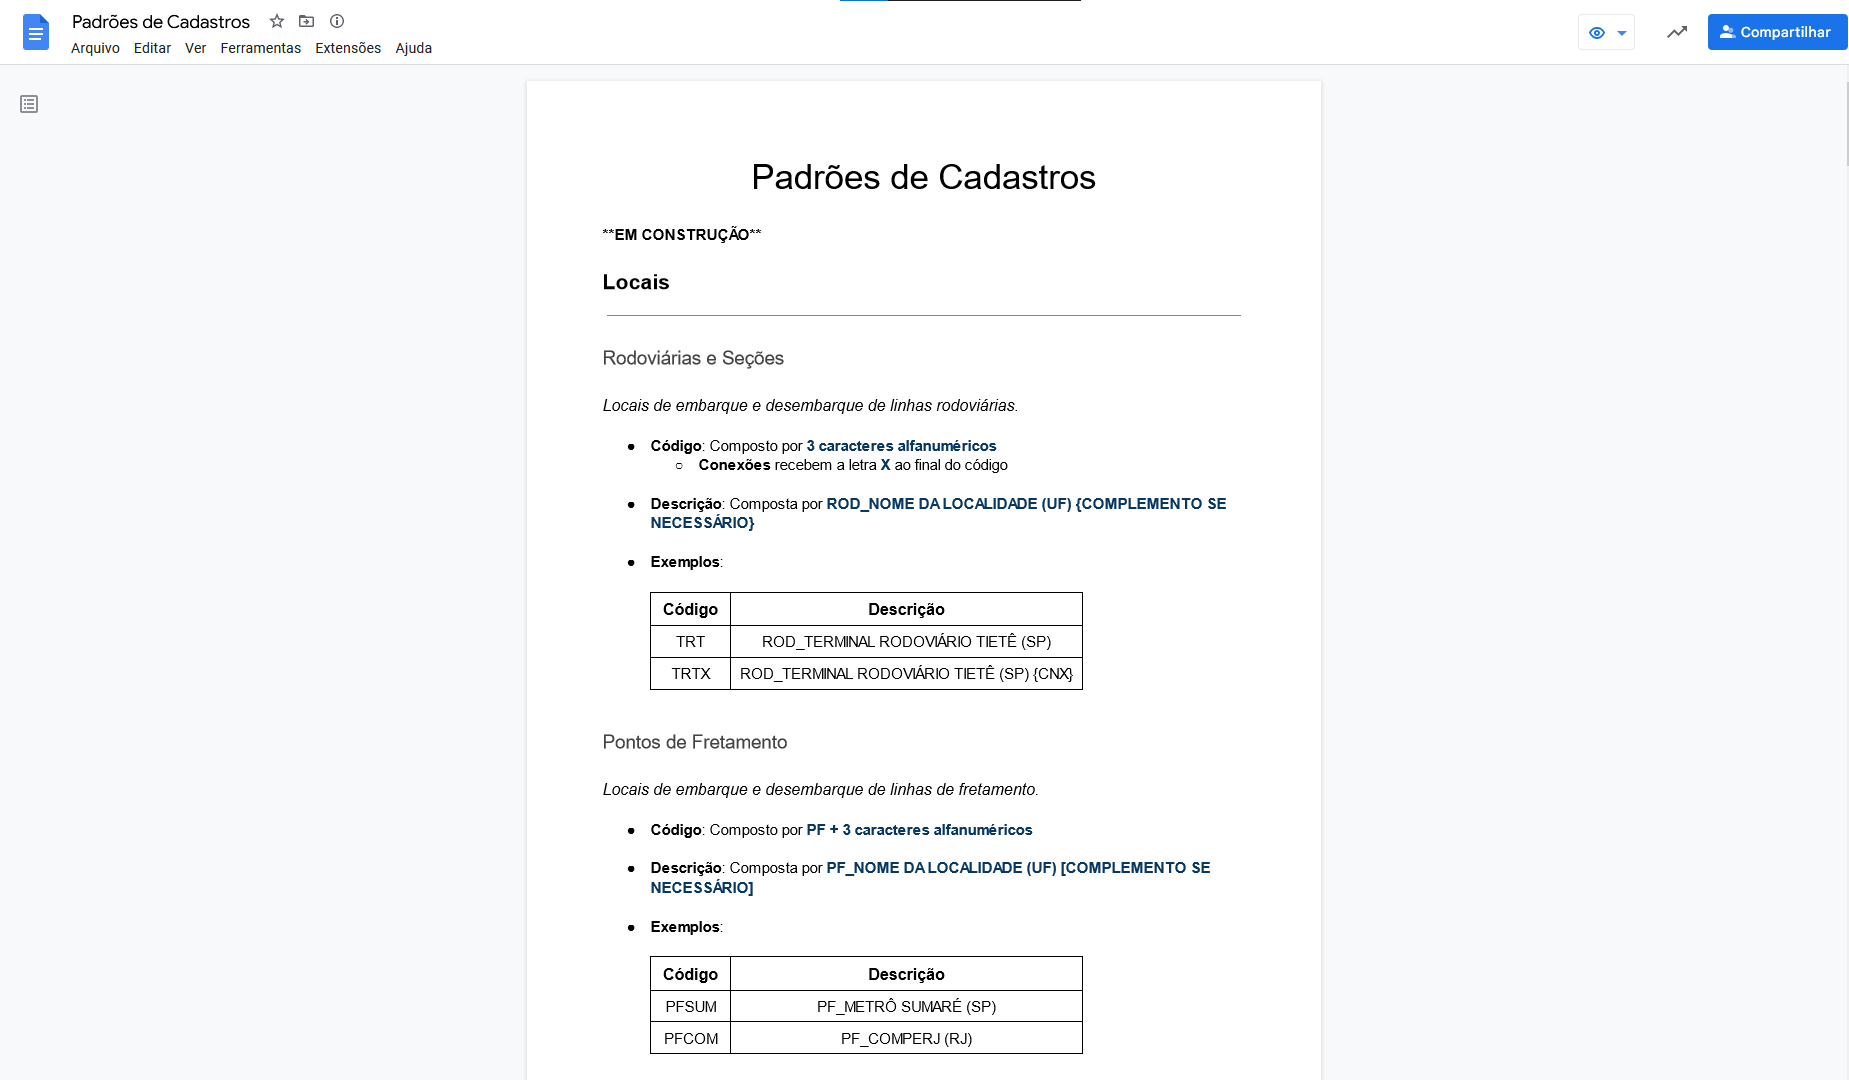 Padrões de Cadastros
Arquivo Editar Ver Ferramentas Extensões Ajuda
Compartilhar
Padrões de Cadastros
**EM CONSTRUÇÃO**
Locais
Rodoviárias e Seções
Locais de embarque e desembarque de linhas rodoviárias.
● Código: Composto por 3 caracteres alfanuméricos
○ Conexões recebem a letra X ao final do código
● Descrição: Composta por ROD_NOME DA LOCALIDADE (UF) {COMPLEMENTO SE
NECESSÁRIO}
● Exemplos:
Código Descrição
TRT ROD_TERMINAL RODOVIÁRIO TIETÊ (SP)
TRTX ROD_TERMINAL RODOVIÁRIO TIETÊ (SP) {CNX}
Pontos de Fretamento
Locais de embarque e desembarque de linhas de fretamento.
● Código: Composto por PF + 3 caracteres alfanuméricos
● Descrição: Composta por PF_NOME DA LOCALIDADE (UF) [COMPLEMENTO SE
NECESSÁRIO]
● Exemplos:
Código Descrição
PFSUM PF_METRÔ SUMARÉ (SP)
PFCOM PF_COMPERJ (RJ)